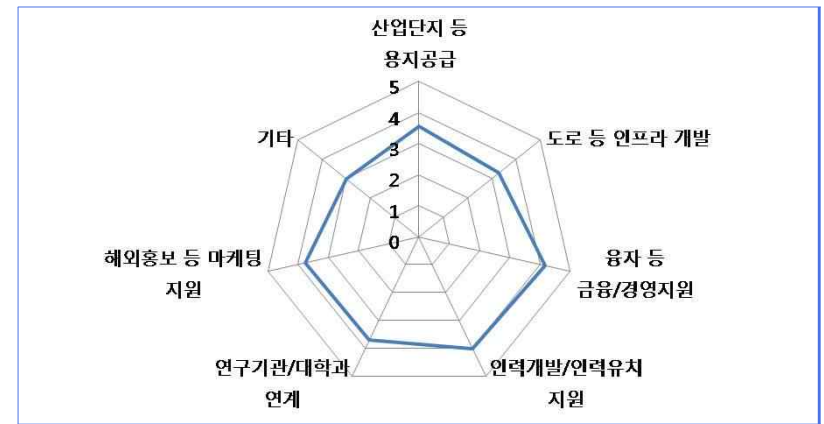 산업단지 등
용지공급
5
4
3
2
1
0
도로 등 인프라 개발
융자 등
금융/경영지원
인력개발/인력유치
지원
연구기관/대학과
연계
해외홍보 등 마케팅
지원
기타